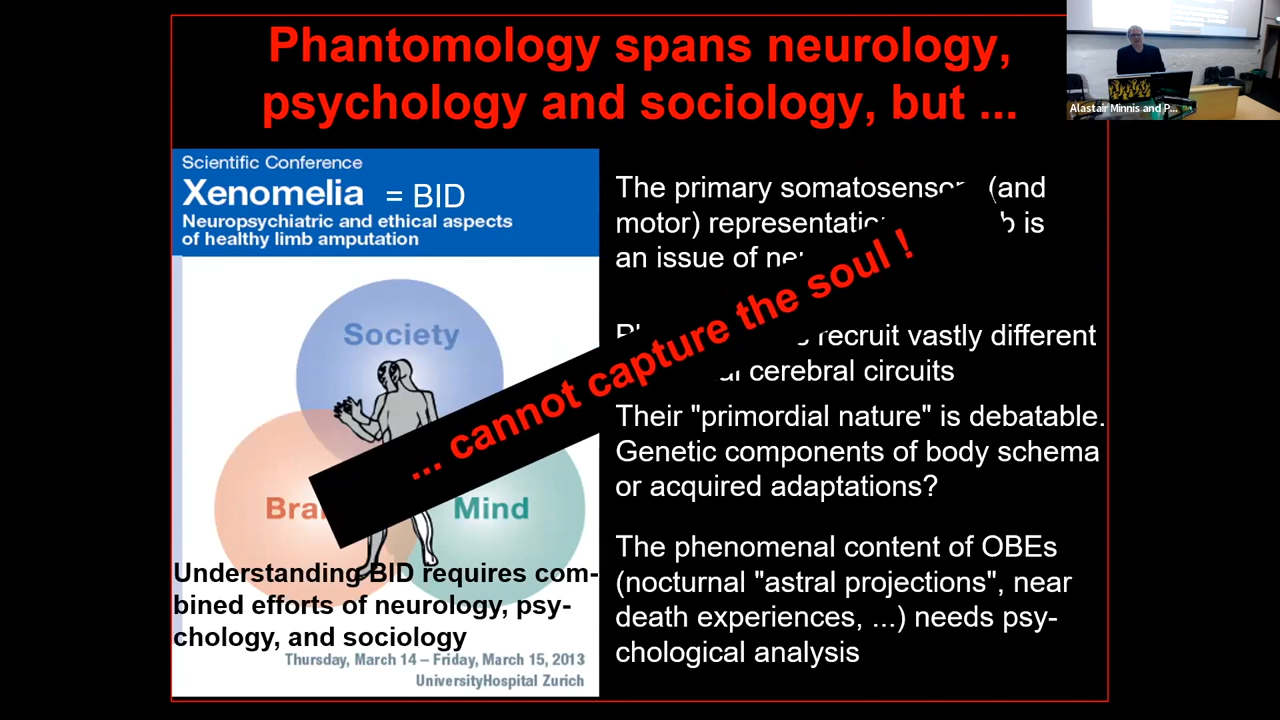 Phantomology spans neurology,
psychology and sociology, but ...
Alastair Minnis and P...
Scientific Conference
Xenomelia = BID
Neuropsychiatric and ethical aspects
of healthy limb amputation
Society
Mind
Understanding BID requires com-
bined efforts of neurology, psy-
chology, and sociology
Thursday, March 14 – Friday, March 15, 2013
UniversityHospital Zurich
... cannot capture the soul !
The primary (and
motor) is
an issue of
recruit vastly different
cerebral circuits
Their "primordial nature" is debatable.
Genetic components of body schema
or acquired adaptations?
The phenomenal content of OBEs
(nocturnal "astral projections", near
death experiences, ...) needs psy-
chological analysis